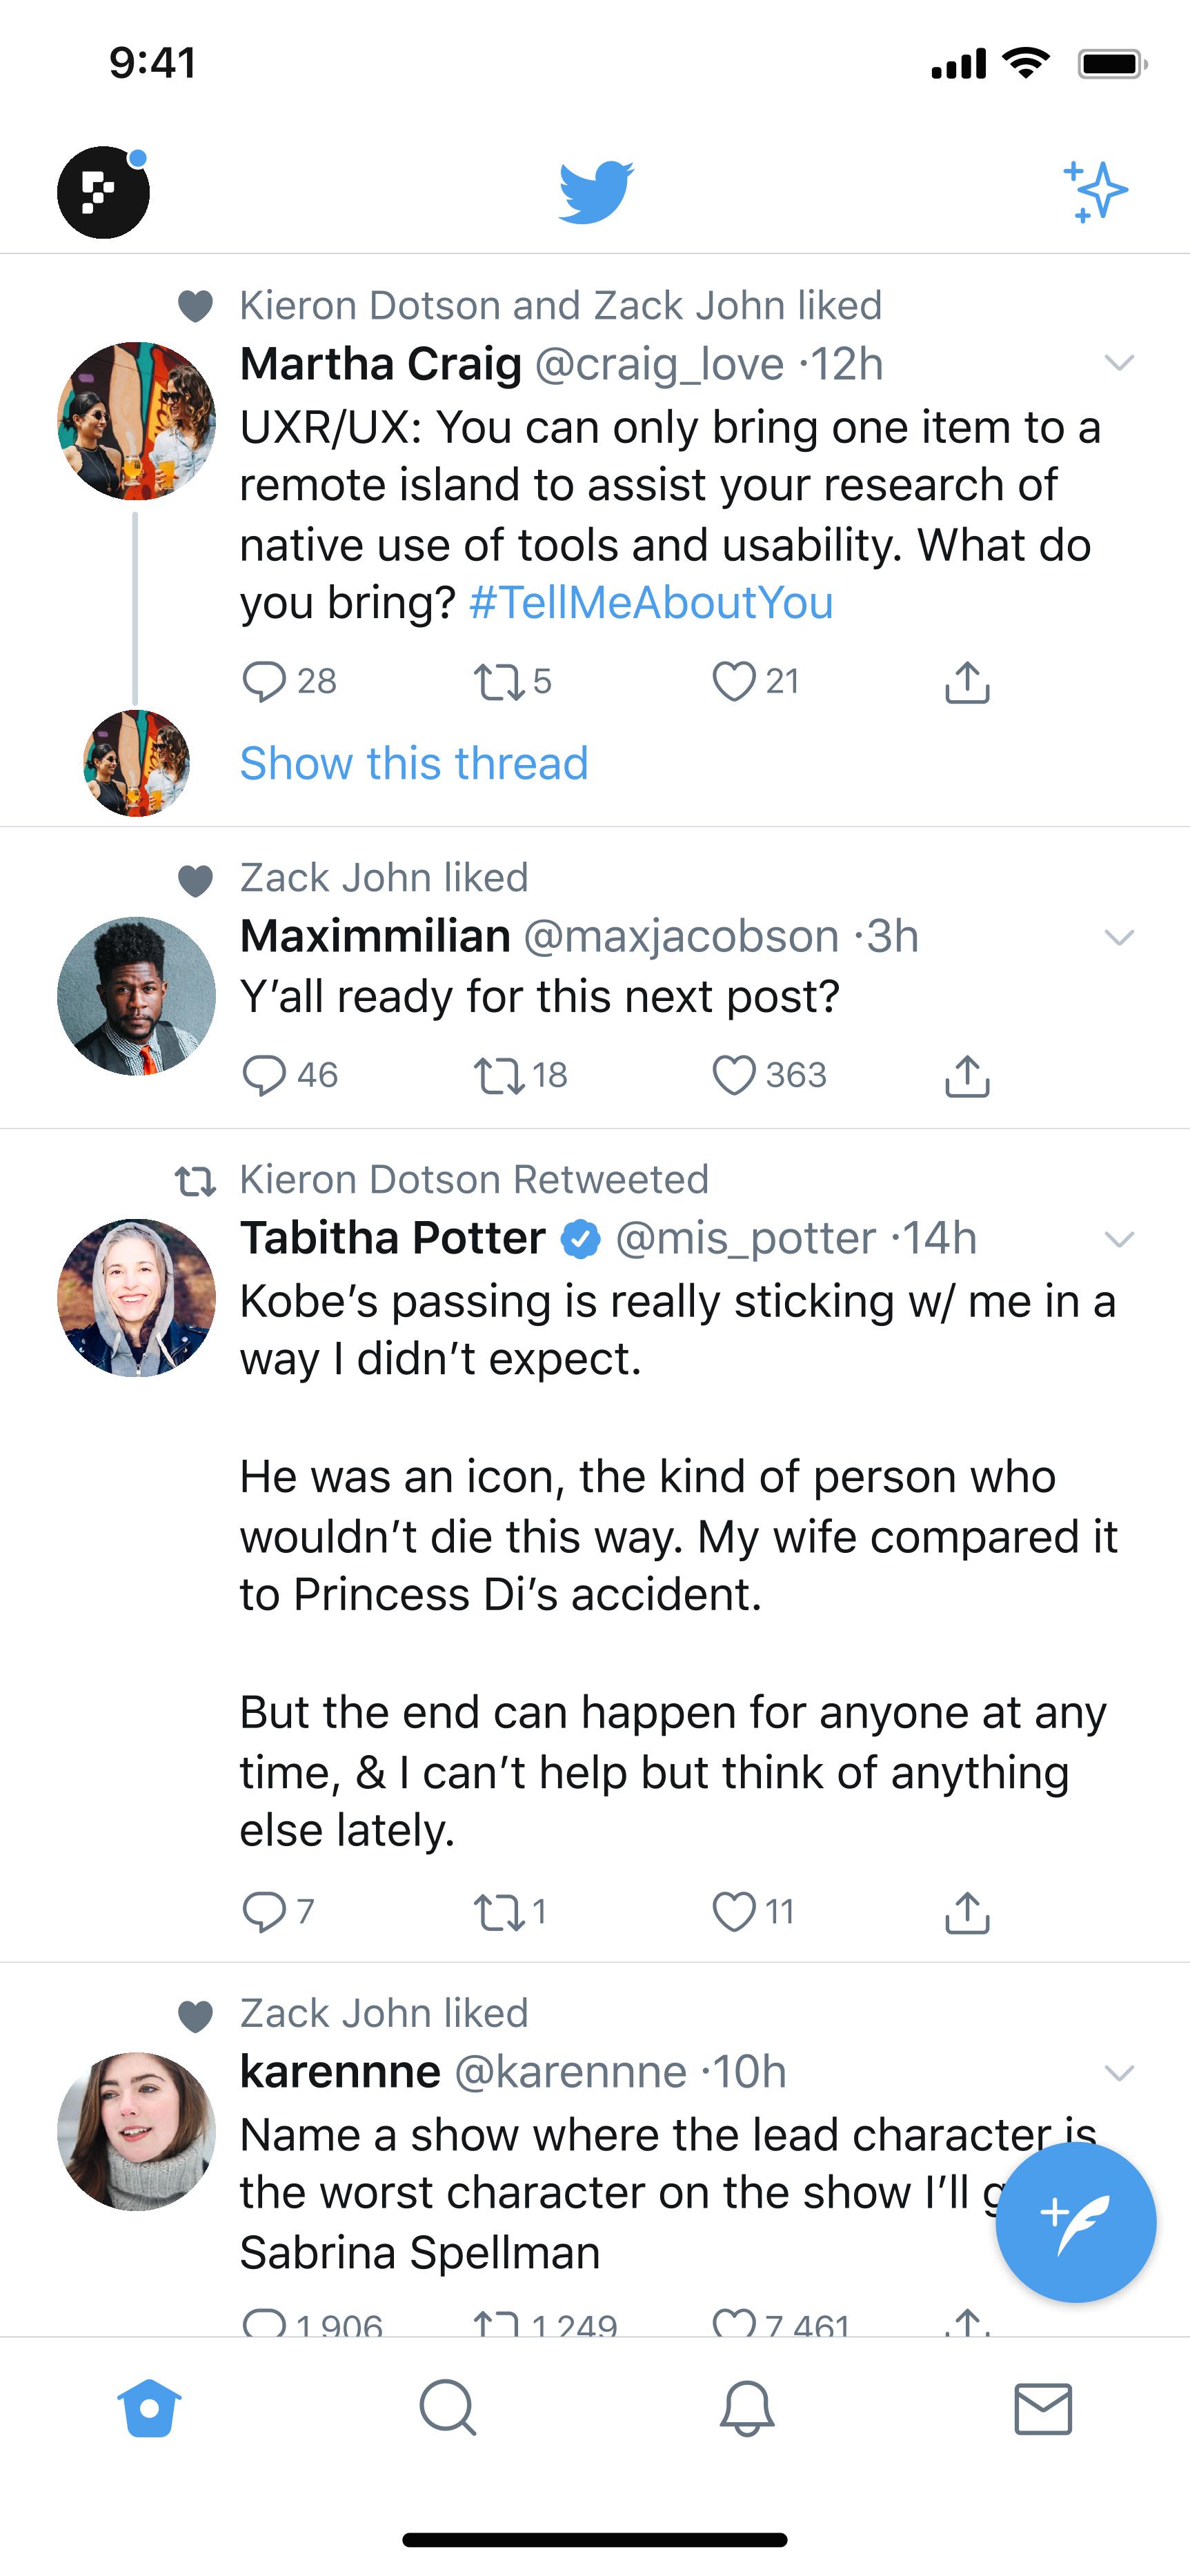 9:41
Kieron Dotson and Zack John liked
Martha Craig @craig_love ·12h
UXR/UX: You can only bring one item to a
remote island to assist your research of
native use of tools and usability. What do
you bring? #TellMeAboutYou
28 5 21
Show this thread
Zack John liked
Maximmilian @maxjacobson ·3h
Y’all ready for this next post?
46 18 363
Kieron Dotson Retweeted
Tabitha Potter @mis_potter ·14h
Kobe’s passing is really sticking w/ me in a
way I didn’t expect.
He was an icon, the kind of person who
wouldn’t die this way. My wife compared it
to Princess Di’s accident.
But the end can happen for anyone at any
time, & I can’t help but think of anything
else lately.
7 1 11
Zack John liked
karennne @karennne ·10h
Name a show where the lead character is
the worst character on the show I’ll
Sabrina Spellman
1 906 1 249 7 461